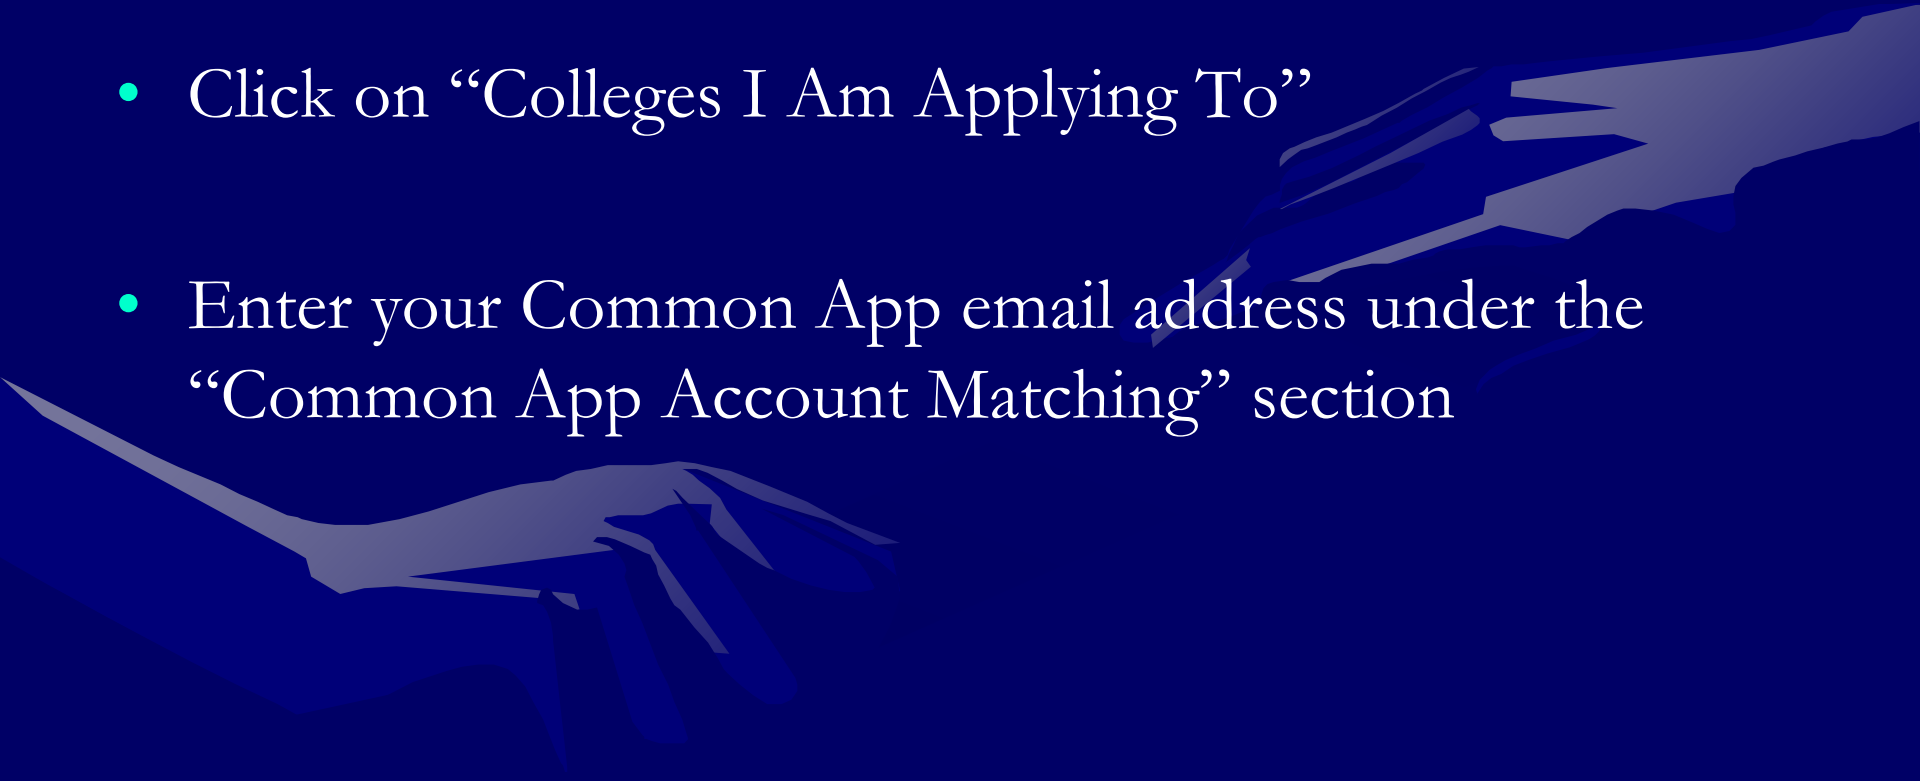 • Click on “Colleges I Am Applying To”
• Enter your Common App email address under the
“Common App Account Matching” section